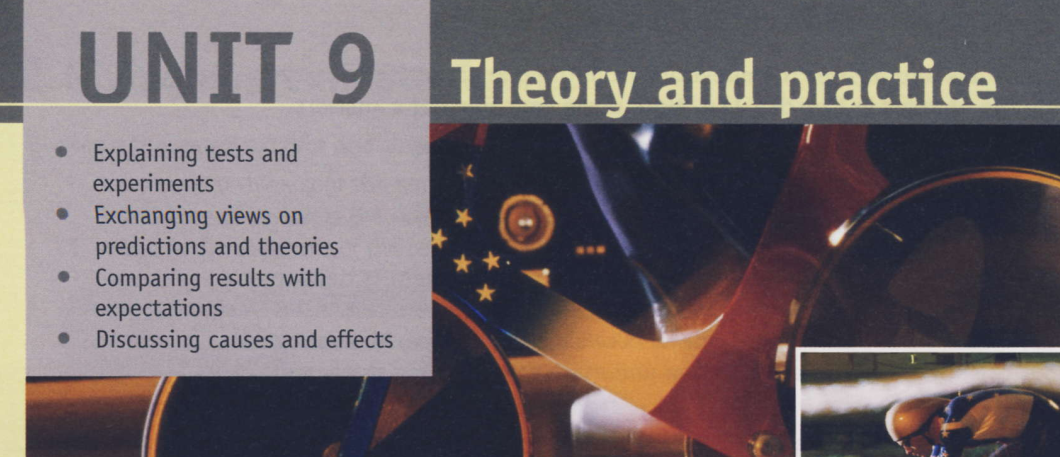 UNIT 9
Theory and practice
• Explaining tests and
experiments
• Exchanging views on
predictions and theories
• Comparing results with
expectations
• Discussing causes and effects